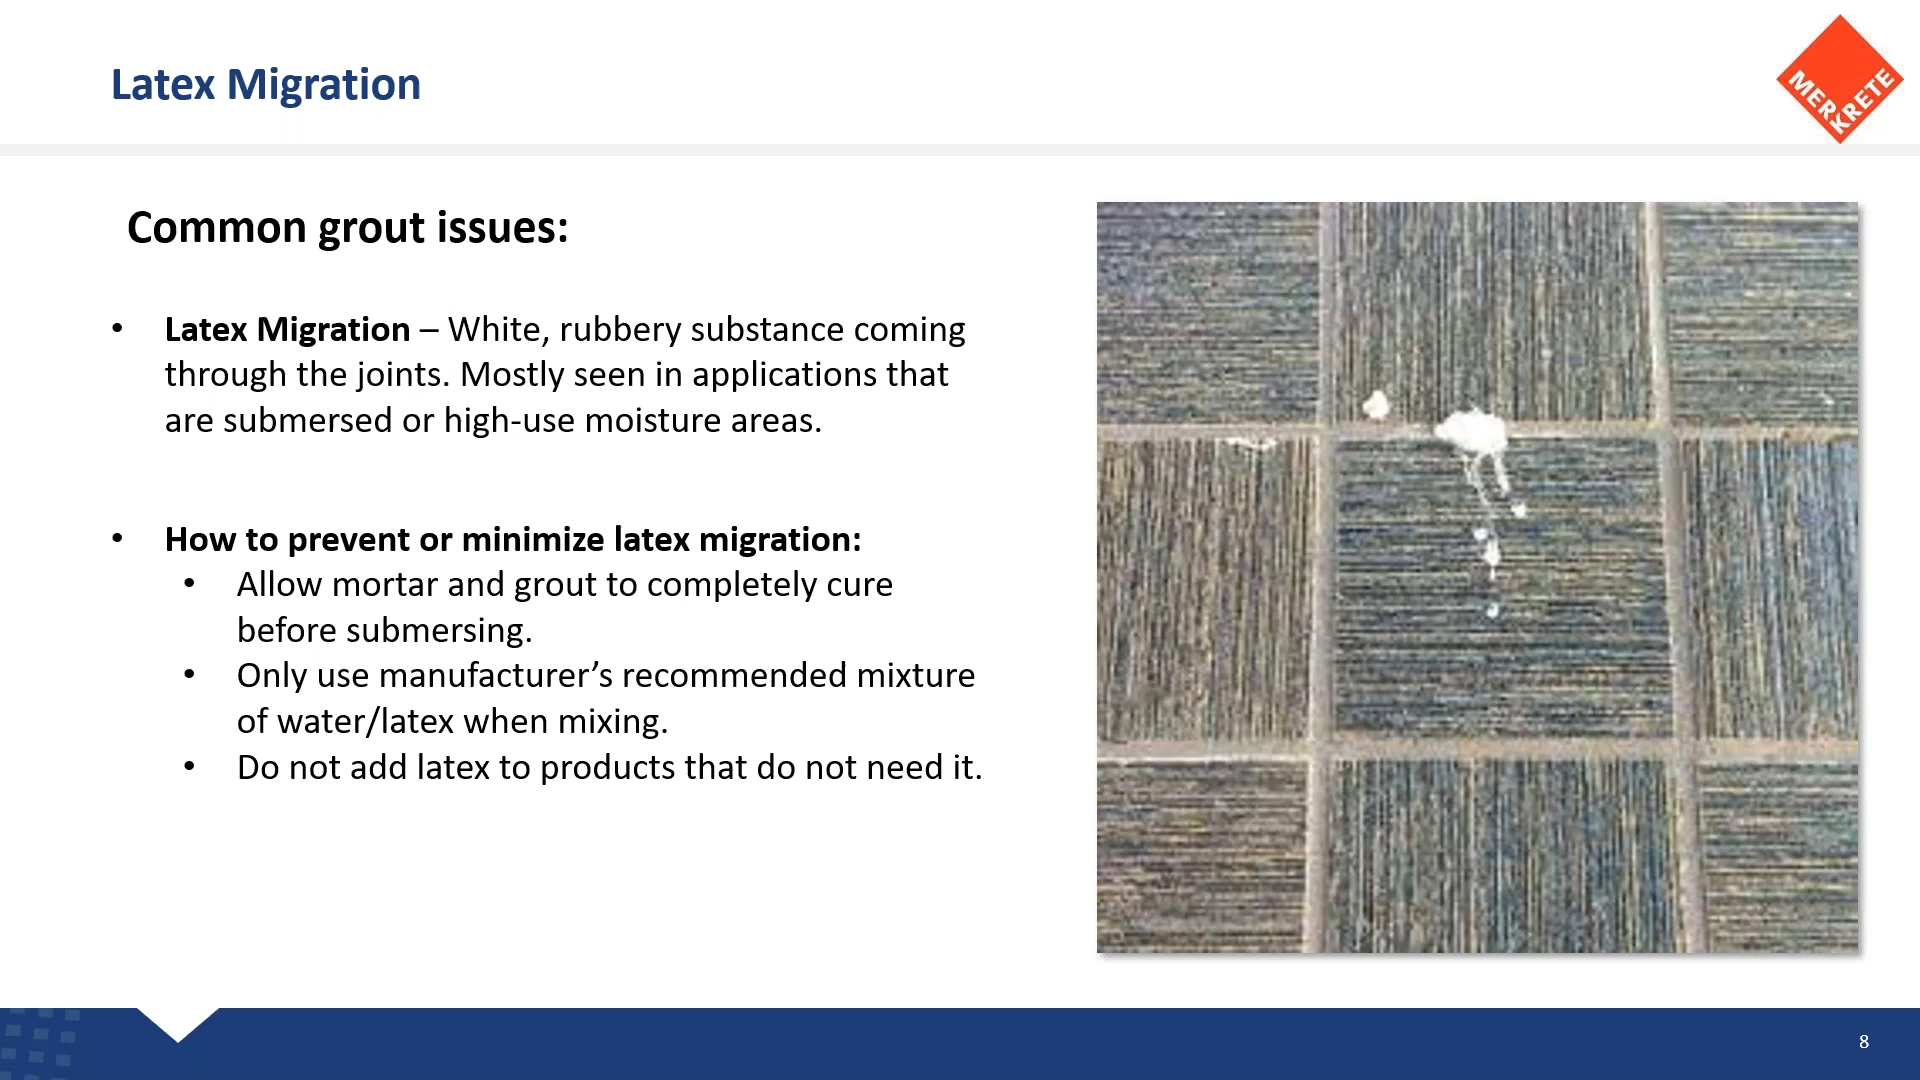 Latex Migration
MERKRETE
Common grout issues:
• Latex Migration – White, rubbery substance coming
through the joints. Mostly seen in applications that
are submersed or high-use moisture areas.
• How to prevent or minimize latex migration:
• Allow mortar and grout to completely cure
before submersing.
• Only use manufacturer’s recommended mixture
of water/latex when mixing.
• Do not add latex to products that do not need it.
8